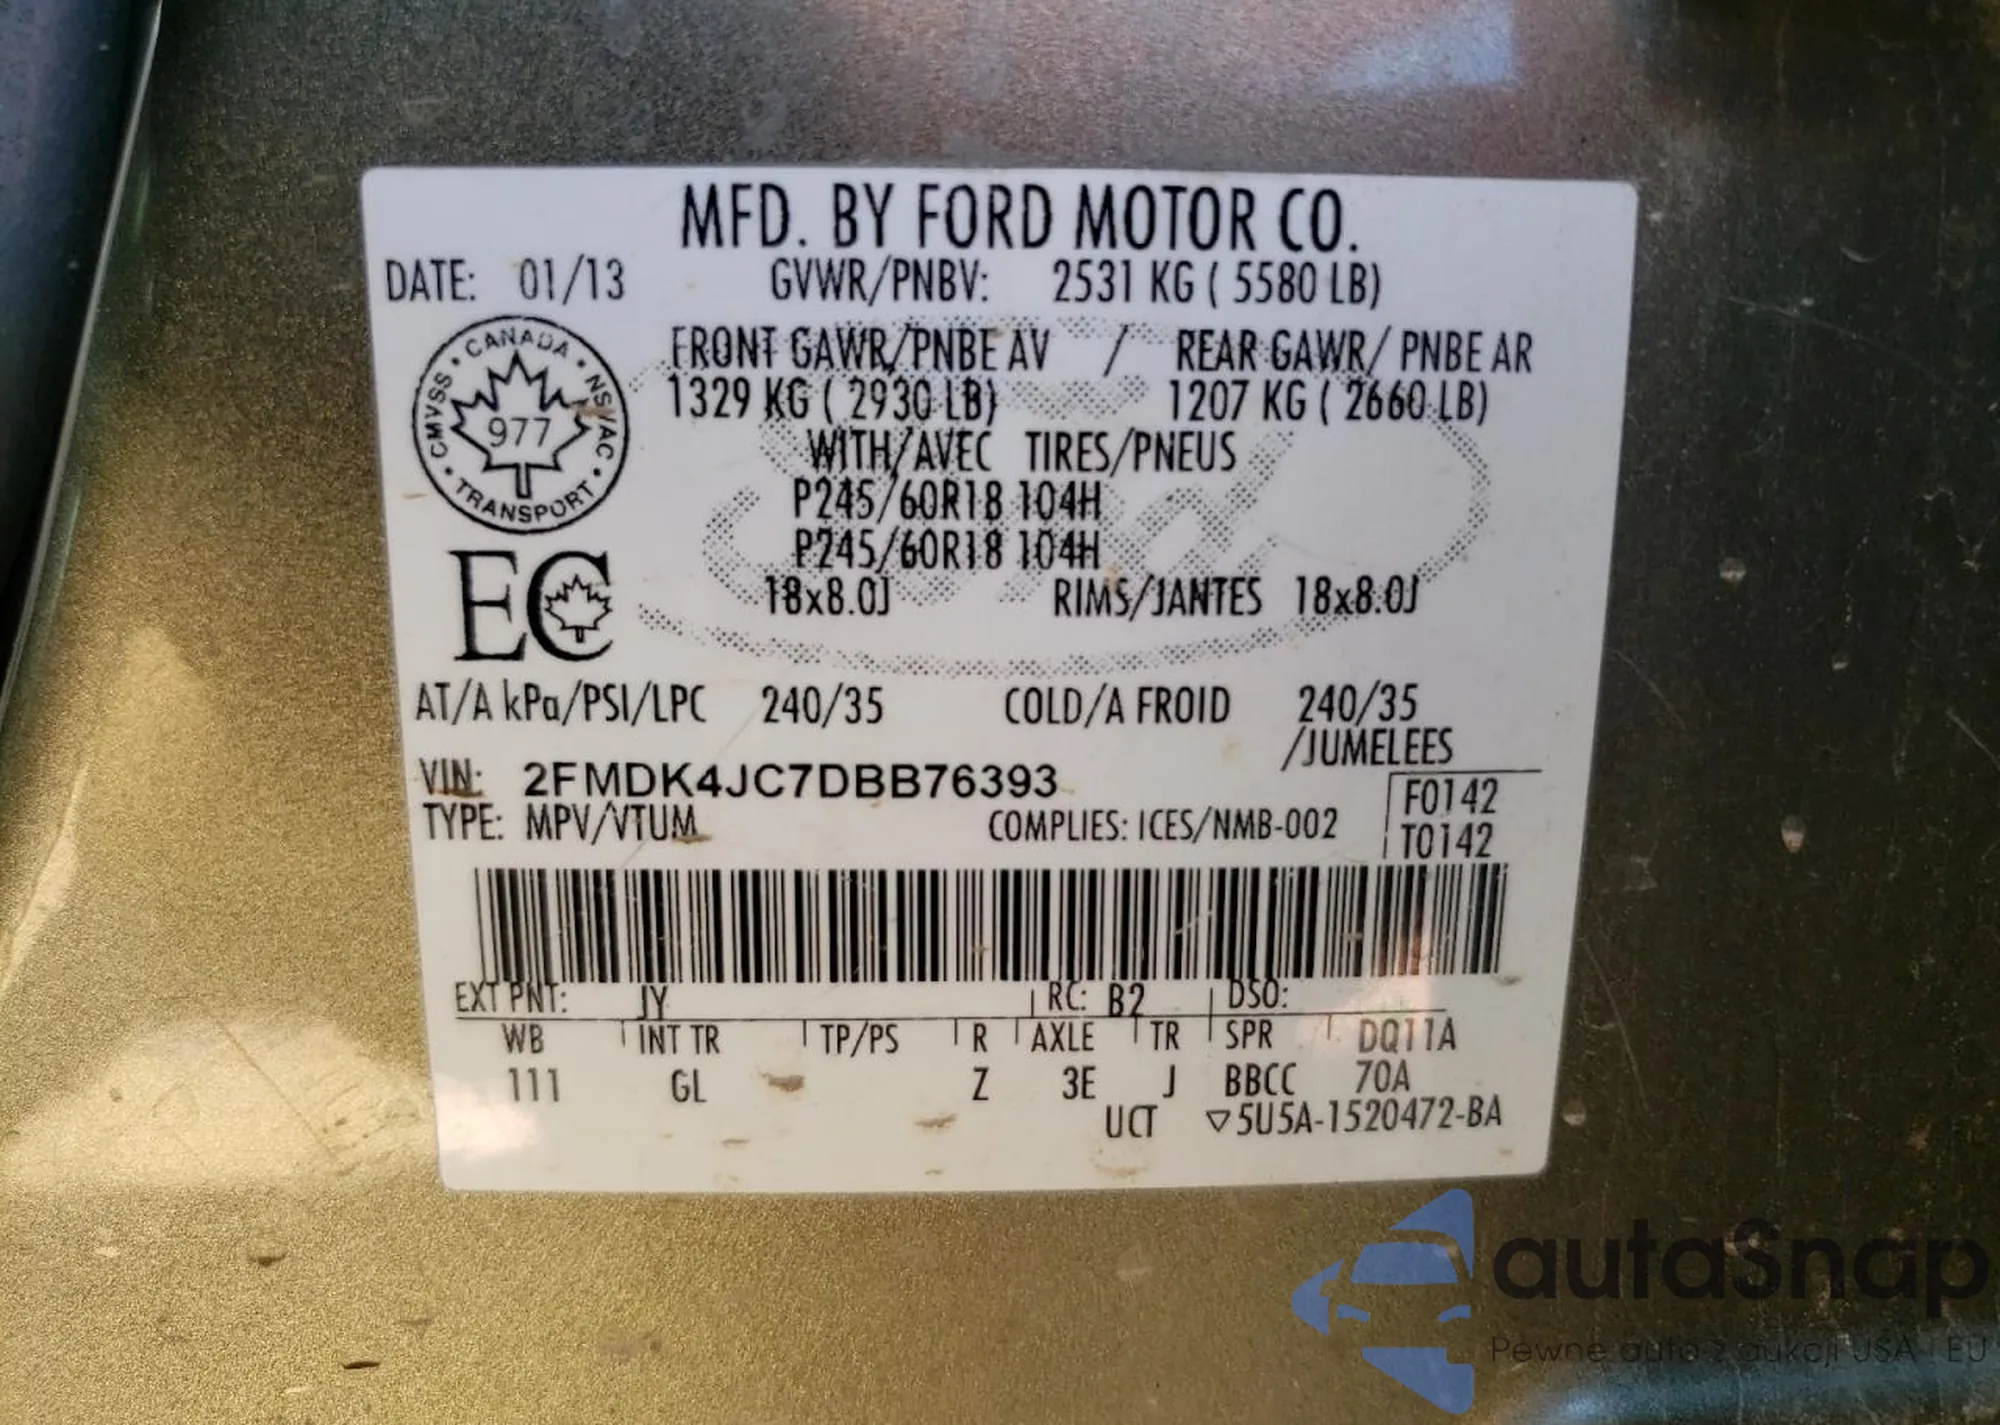 MFD. BY FORD MOTOR CO.
DATE: 01/13 GVWR/PNBV: 2531 KG ( 5580 LB)
FRONT GAWR/PNBE AV / REAR GAWR/ PNBE AR
1329 KG ( 2930 LB) 1207 KG ( 2660 LB)
WITH/AVEC TIRES/PNEUS
P245/60R18 104H
P245/60R18 104H
18x8.0J RIMS/JANTES 18x8.0J
CANADA
CMVSS
977
NSVAC
TRANSPORT
EC
AT/A kPa/PSI/LPC 240/35 COLD/A FROID 240/35
/JUMELEES
VIN: 2FMDK4JC7DBB76393
F0142
TYPE: MPV/VTUM COMPLIES: ICES/NMB-002
T0142
EXT PNT: JY RC: B2 DSO:
WB INT TR TP/PS R AXLE TR SPR DQ11A
111 GL Z 3E J BBCC 70A
UCT ▽5U5A-1520472-BA
autaSnap
Pewne auto z aukcji USA i EU